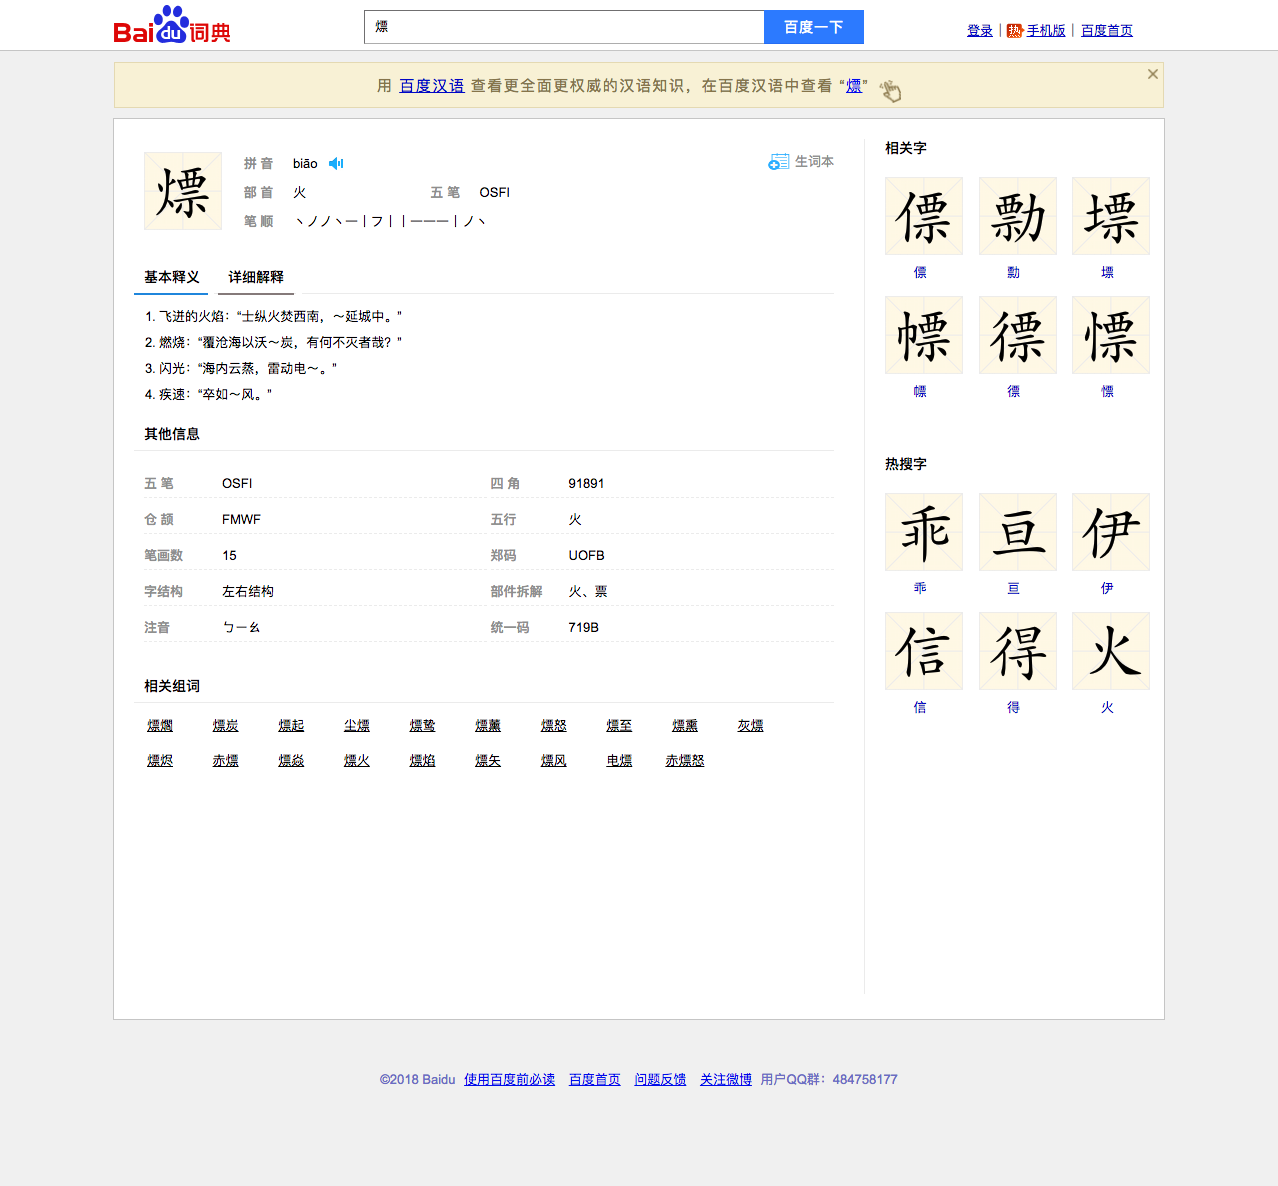 Bai du 词典
熛
百度一下
登录 | 热 手机版 | 百度首页
用 百度汉语 查看更全面更权威的汉语知识，在百度汉语中查看 “熛”
熛
拼 音 biāo
生词本
部 首 火 五 笔 OSFI
笔 顺 丶ノノ丶一丨フ丨丨一一一丨ノ丶
基本释义 详细解释
1. 飞迸的火焰：“士纵火焚西南，～延城中。”
2. 燃烧：“覆沧海以沃～炭，有何不灭者哉？”
3. 闪光：“海内云蒸，雷动电～。”
4. 疾速：“卒如～风。”
其他信息
五 笔 OSFI 四 角 91891
仓 颉 FMWF 五行 火
笔画数 15 郑码 UOFB
字结构 左右结构 部件拆解 火、票
注音 ㄅㄧㄠ 统一码 719B
相关组词
熛爓 熛炭 熛起 尘熛 熛鸷 熛薰 熛怒 熛至 熛熏 灰熛
熛烬 赤熛 熛焱 熛火 熛焰 熛矢 熛风 电熛 赤熛怒
相关字
僄 勡 墂
僄 勡 墂
幖 徱 慓
幖 徱 慓
热搜字
乖 亘 伊
乖 亘 伊
信 得 火
信 得 火
©2018 Baidu 使用百度前必读 百度首页 问题反馈 关注微博 用户QQ群：484758177